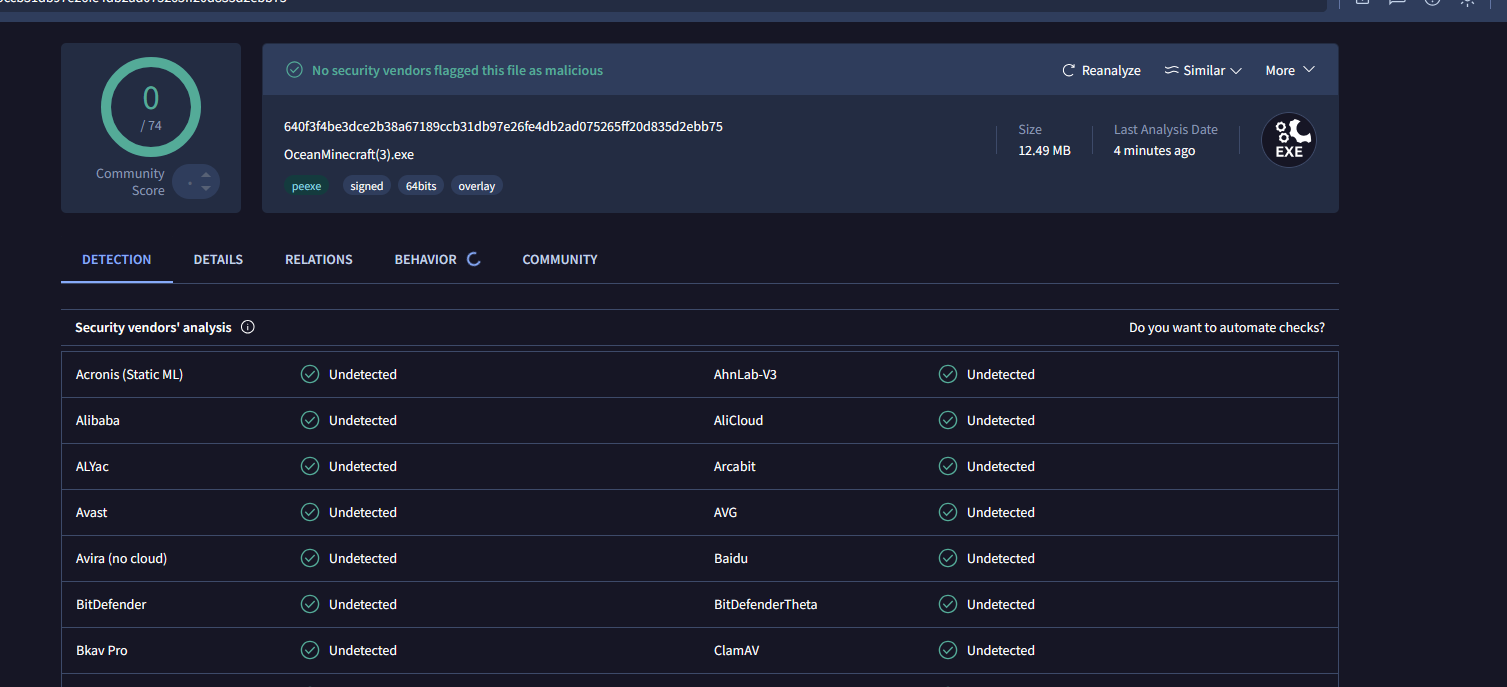 0
/ 74
Community
Score
No security vendors flagged this file as malicious
Reanalyze
Similar
More
640f3f4be3dce2b38a67189ccb31db97e26fe4db2ad075265ff20d835d2ebb75
OceanMinecraft(3).exe
peexe signed 64bits overlay
Size
12.49 MB
Last Analysis Date
4 minutes ago
EXE
DETECTION DETAILS RELATIONS BEHAVIOR COMMUNITY
Security vendors' analysis Do you want to automate checks?
Acronis (Static ML) Undetected AhnLab-V3 Undetected
Alibaba Undetected AliCloud Undetected
ALYac Undetected Arcabit Undetected
Avast Undetected AVG Undetected
Avira (no cloud) Undetected Baidu Undetected
BitDefender Undetected BitDefenderTheta Undetected
Bkav Pro Undetected ClamAV Undetected